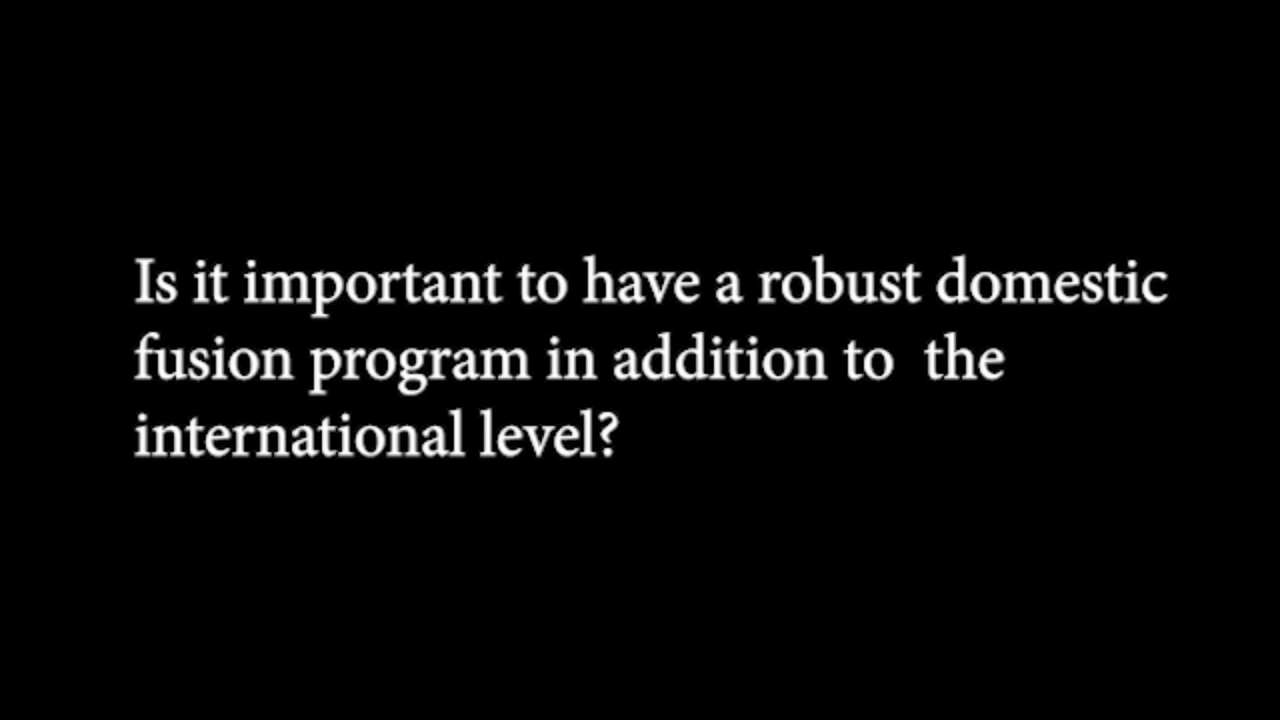 Is it important to have a robust domestic
fusion program in addition to  the
international level?